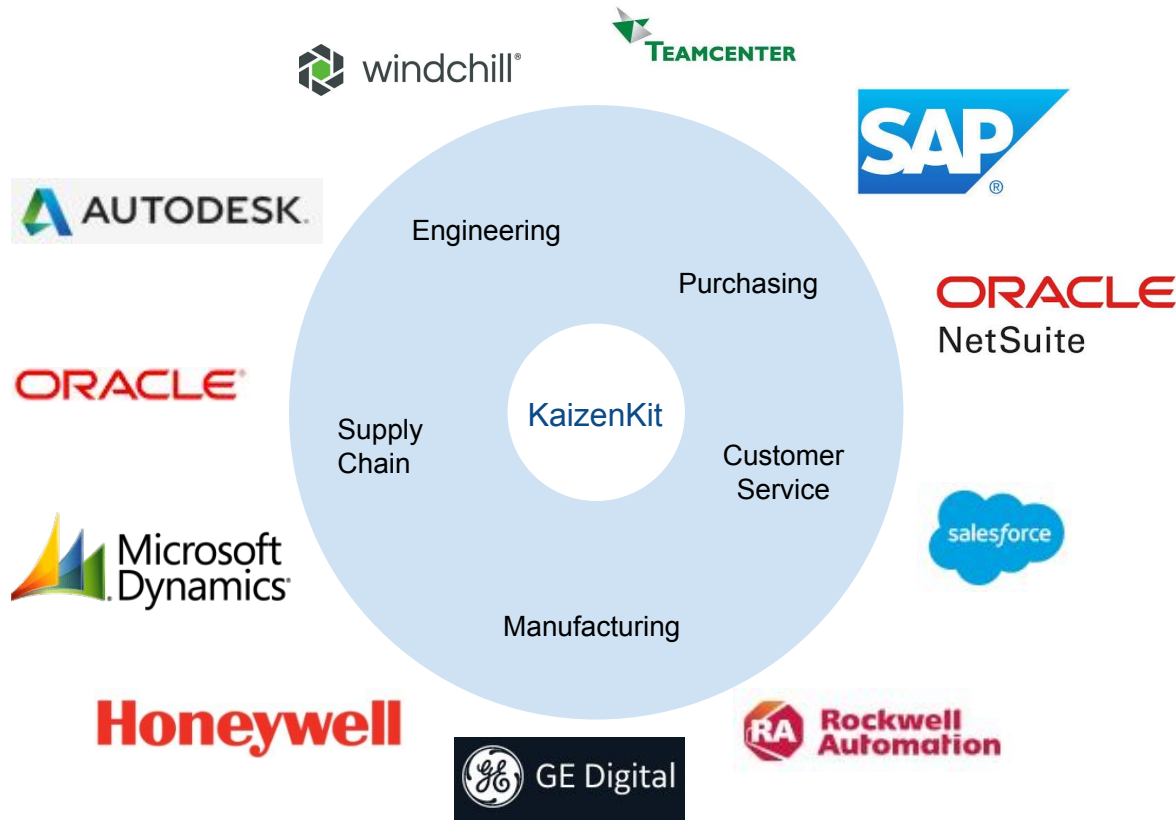 TEAMCENTER
windchill®
SAP
®
AUTODESK.
Engineering
Purchasing
ORACLE
NetSuite
ORACLE®
KaizenKit
Supply
Chain
Customer
Service
salesforce
Microsoft
Dynamics®
Manufacturing
Honeywell
RA
Rockwell
Automation
GE
GE Digital